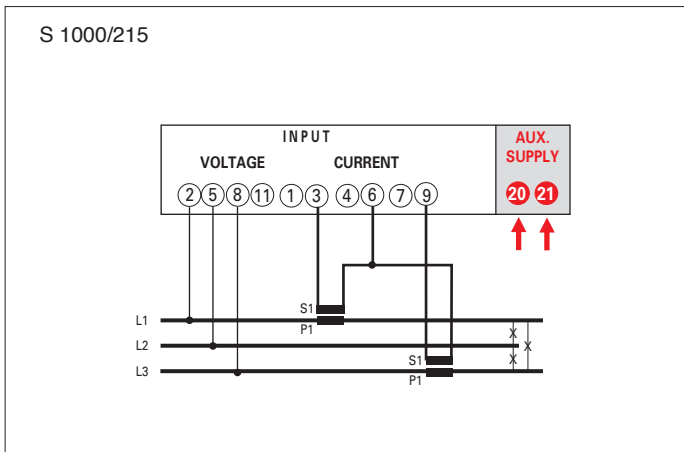 S 1000/215
INPUT
AUX.
SUPPLY
VOLTAGE CURRENT
2 5 8 11 1 3 4 6 7 9 20 21
S1
P1
L1
L2
L3
S1
P1
X
X
X